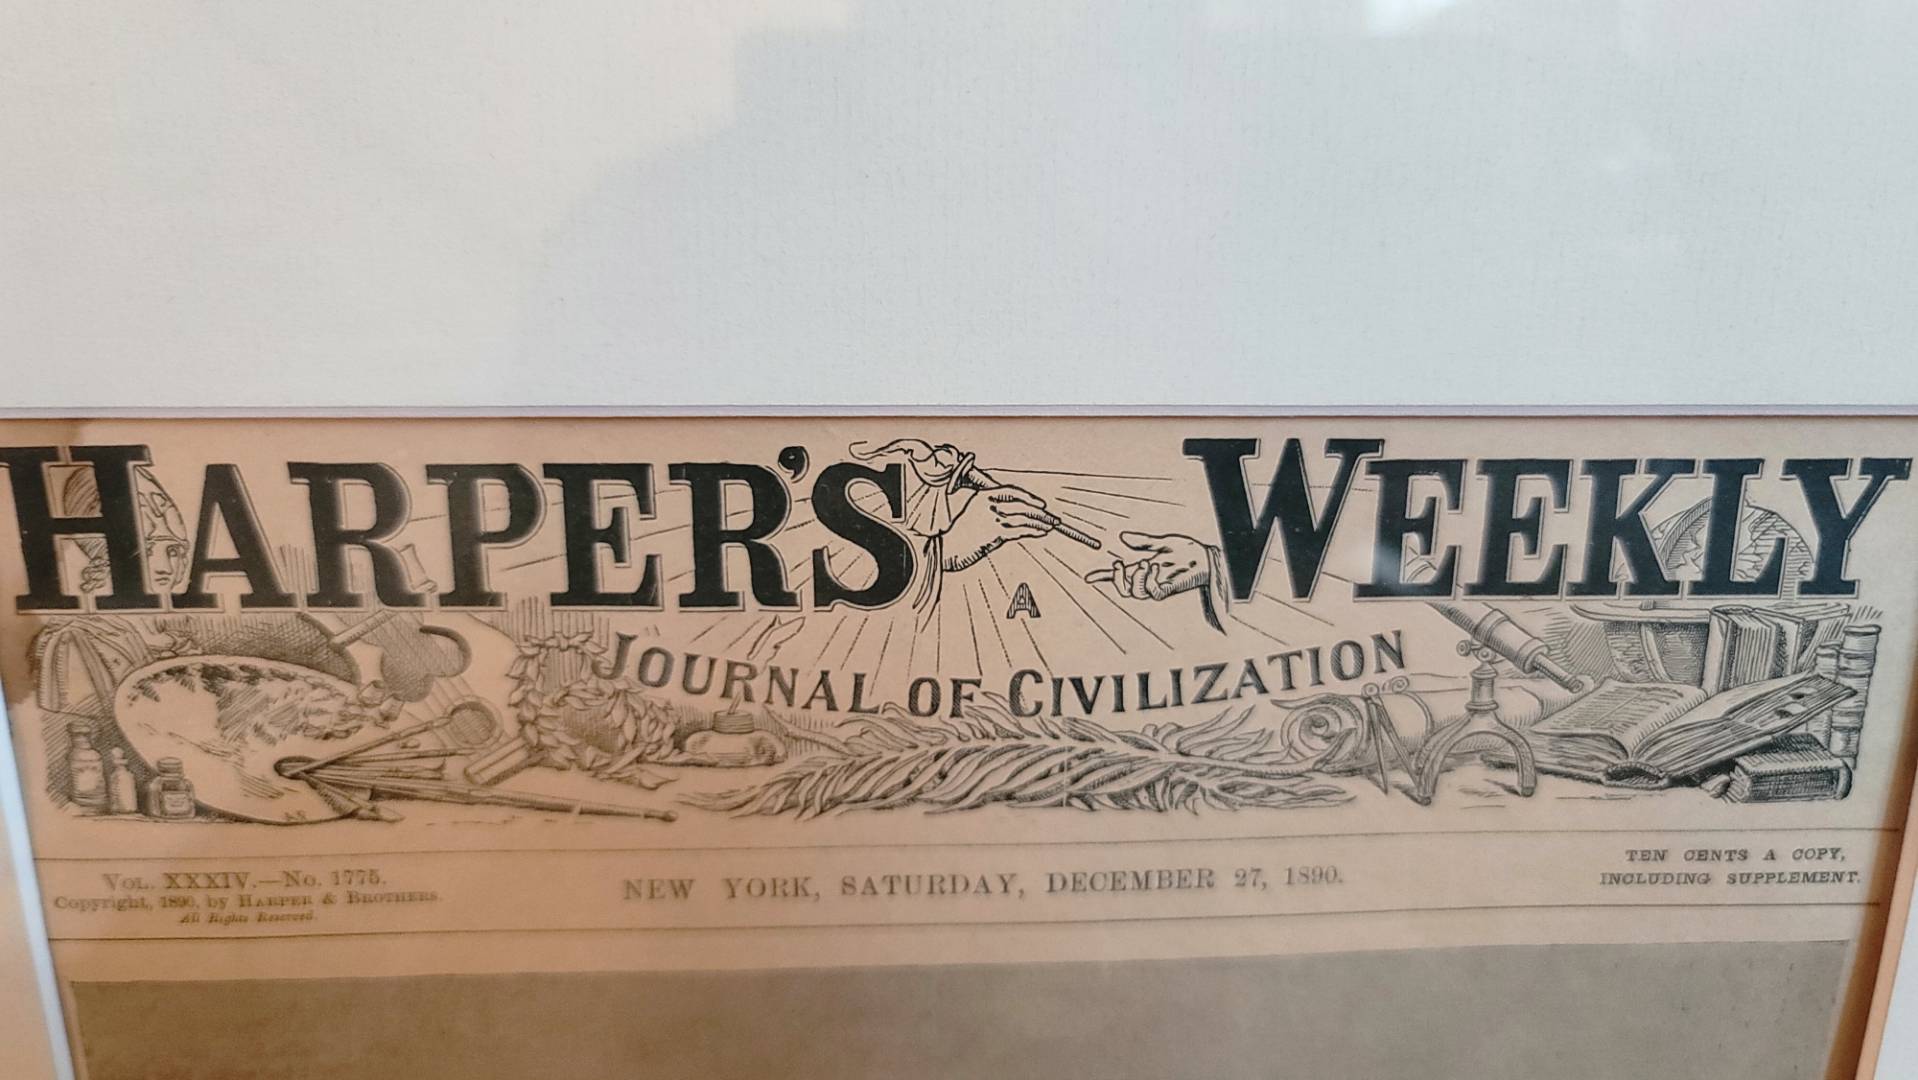 HARPER'S WEEKLY
A
JOURNAL OF CIVILIZATION
VOL. XXXIV.—No. 1775.
Copyright, 1890, by HARPER & BROTHERS.
All Rights Reserved.
NEW YORK, SATURDAY, DECEMBER 27, 1890.
TEN CENTS A COPY,
INCLUDING SUPPLEMENT.